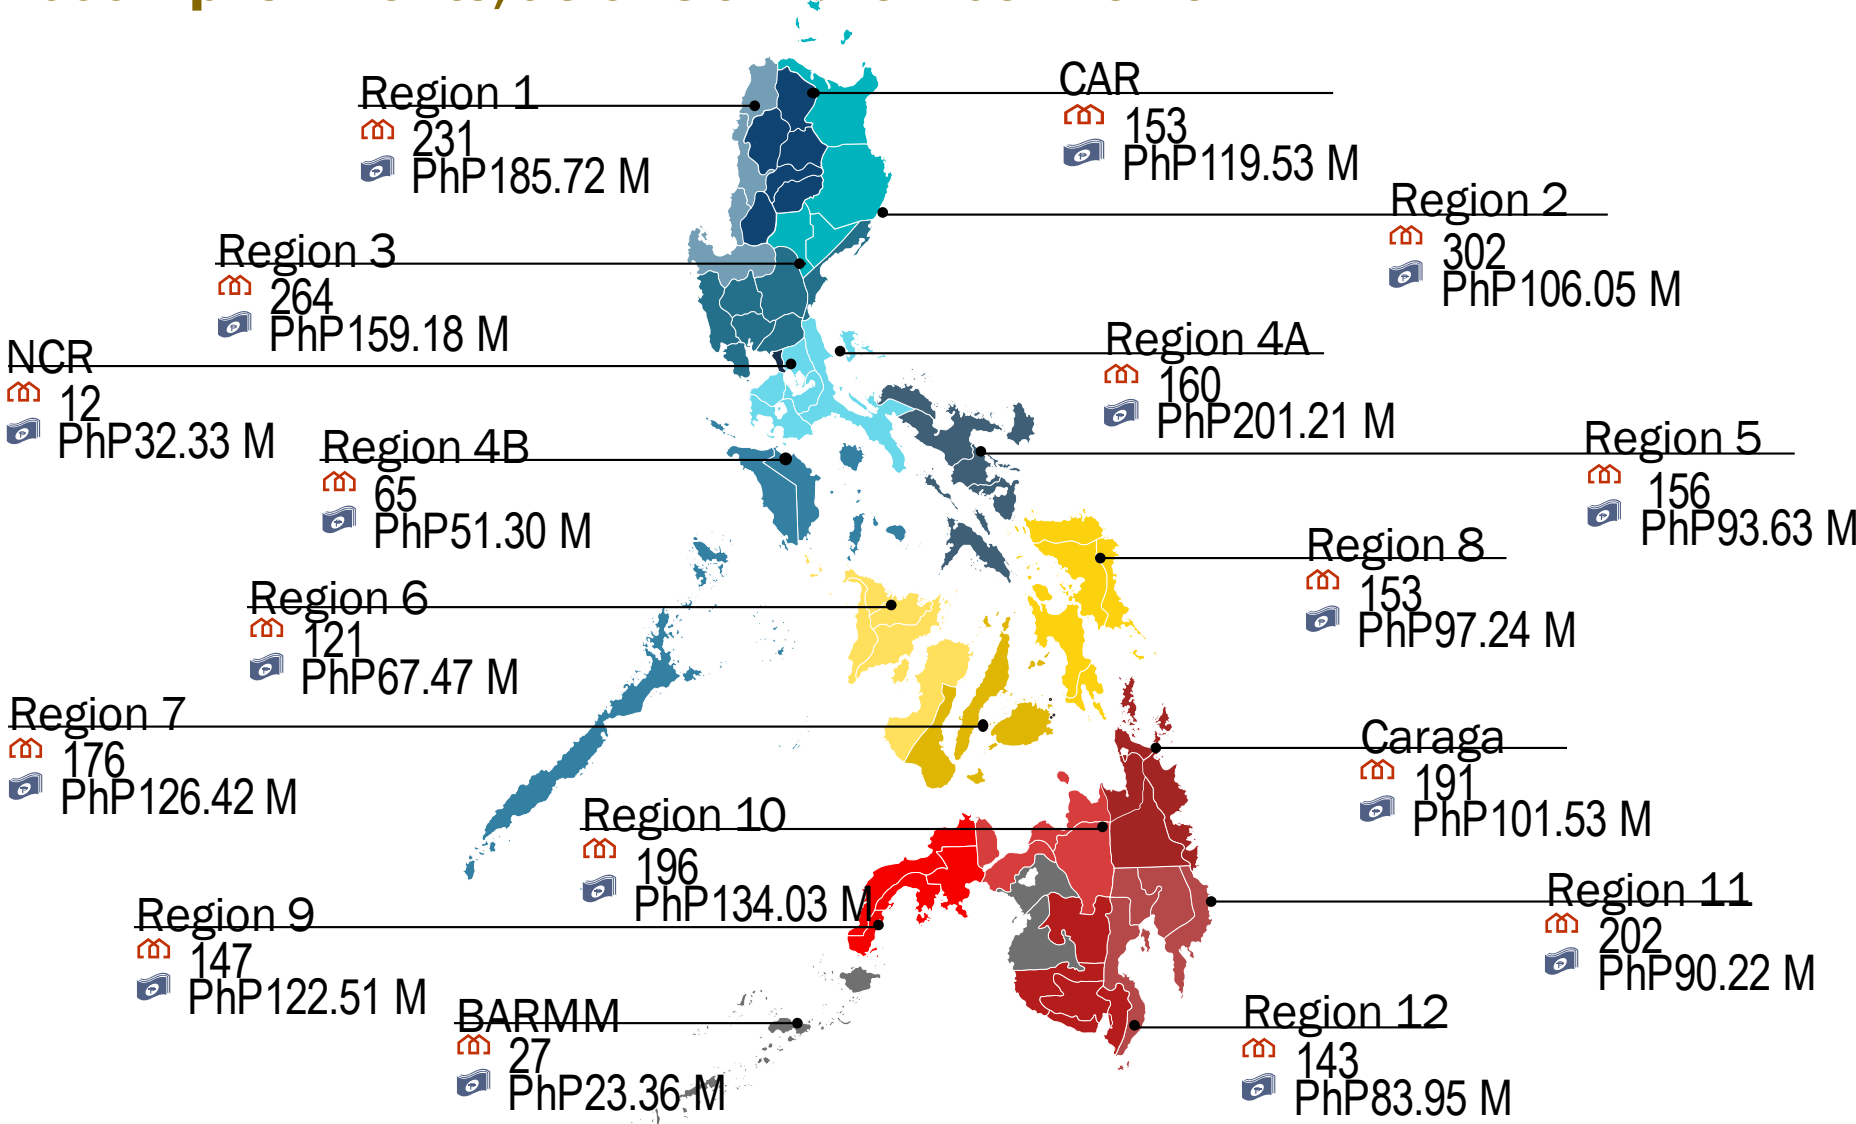 Region 1
231
PhP185.72 M
CAR
153
PhP119.53 M
Region 2
302
PhP106.05 M
Region 3
264
PhP159.18 M
NCR
12
PhP32.33 M
Region 4A
160
PhP201.21 M
Region 4B
65
PhP51.30 M
Region 5
156
PhP93.63 M
Region 6
121
PhP67.47 M
Region 8
153
PhP97.24 M
Region 7
176
PhP126.42 M
Caraga
191
PhP101.53 M
Region 10
196
PhP134.03 M
Region 9
147
PhP122.51 M
Region 11
202
PhP90.22 M
BARMM
27
PhP23.36 M
Region 12
143
PhP83.95 M